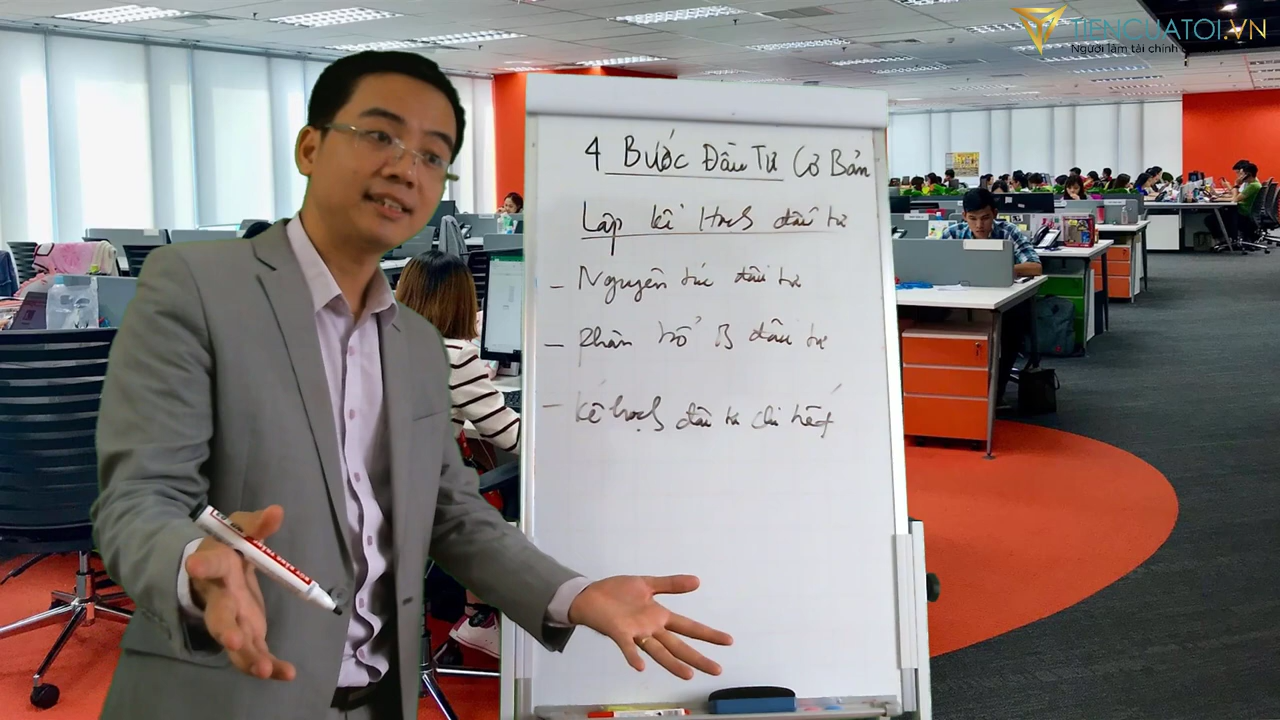 TIENCUATOI.VN
Người làm tài chính
4 Bước Đầu Tư Cơ Bản
Lập kế Hoạch đầu tư
- Nguyên tắc đầu tư
- Phân bổ đầu tư
- Kế hoạch đầu tư chi tiết